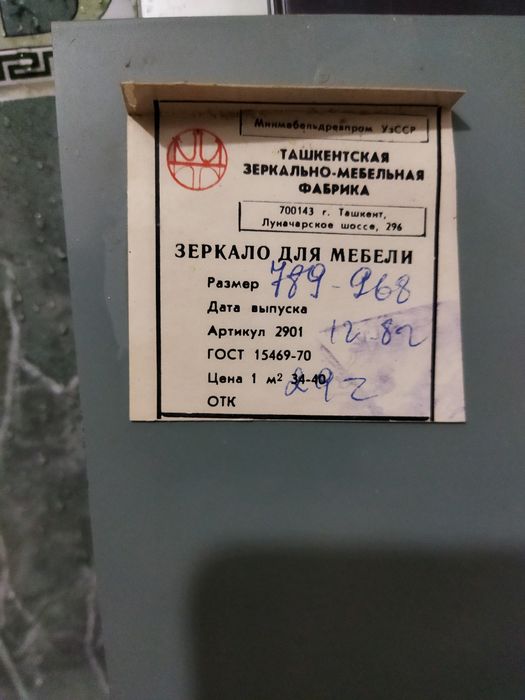 Минмебельдревпром УзССР
ТАШКЕНТСКАЯ
ЗЕРКАЛЬНО-МЕБЕЛЬНАЯ
ФАБРИКА
700143 г. Ташкент,
Луначарское шоссе, 296
ЗЕРКАЛО ДЛЯ МЕБЕЛИ
Размер 789-968
Дата выпуска
Артикул 2901 12.82
ГОСТ 15469-70
Цена 1 м² 34-40
ОТК